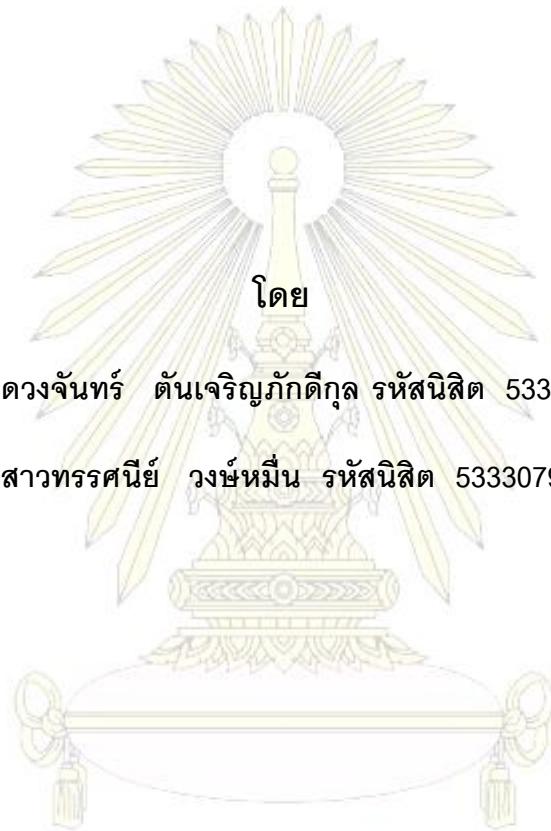 โดย
ดวงจันทร์ ตันเจริญภักดีกุล รหัสนิสิต 533
สาวทรรศนีย์ วงษ์หมื่น รหัสนิสิต 5333079